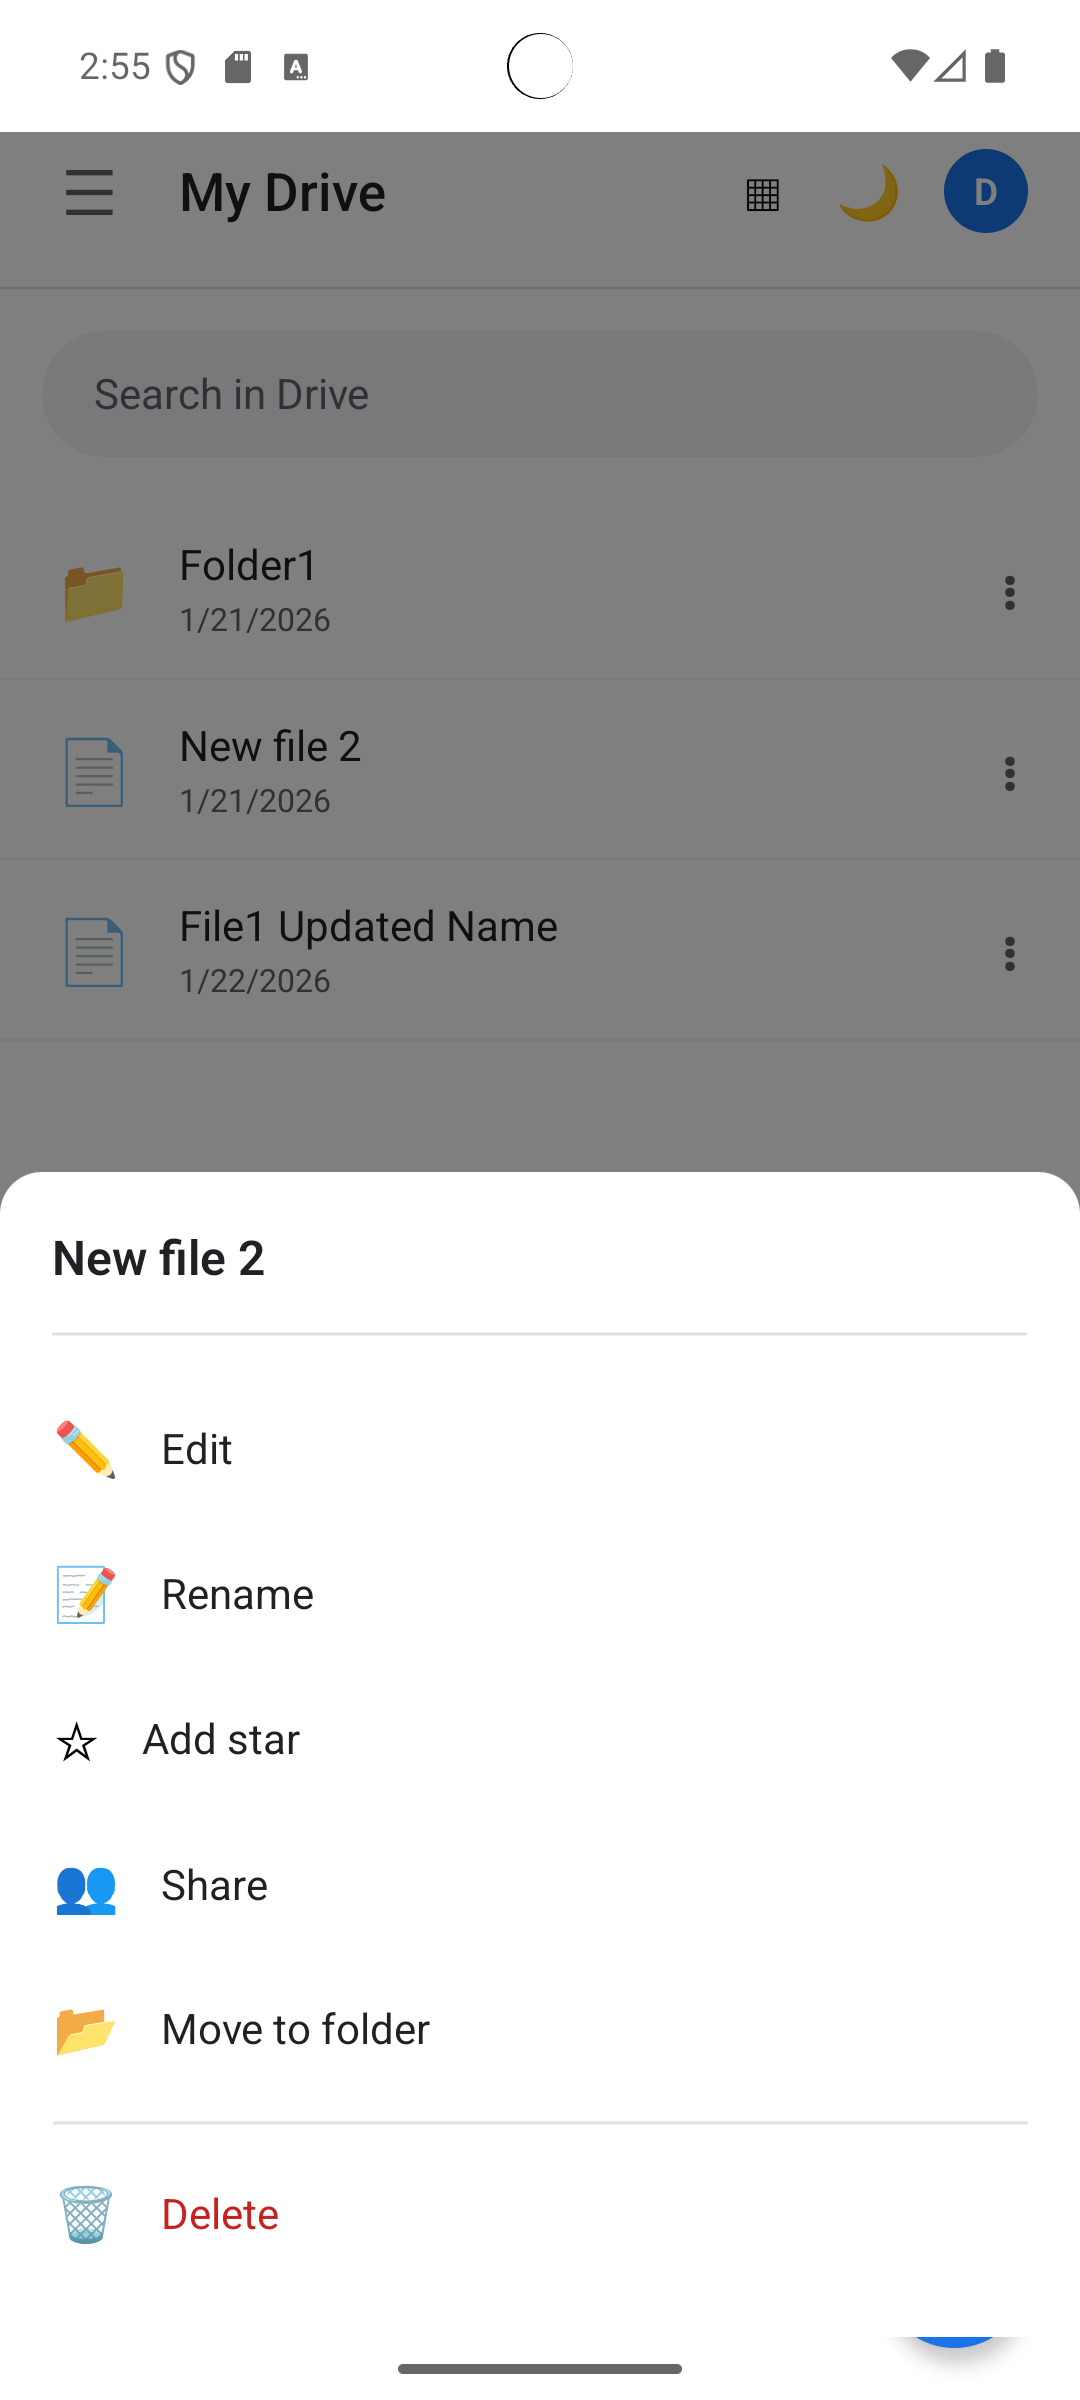 2:55
My Drive
D
Search in Drive
Folder1
1/21/2026
New file 2
1/21/2026
File1 Updated Name
1/22/2026
New file 2
Edit
Rename
Add star
Share
Move to folder
Delete